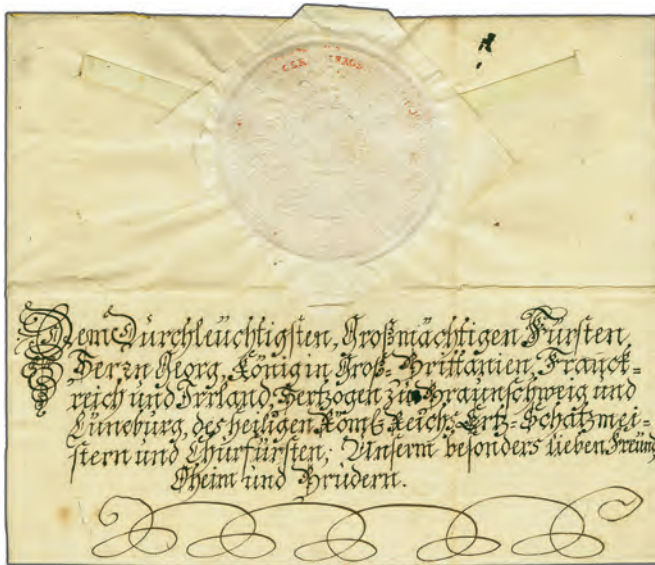 Dem Durchleüchtigsten, Großmächtigen Fürsten,
Herrn Georg, König in Groß-Brittanien, Franck-
reich und Irrland, Hertzogen zu Braunschweig und
Lüneburg, des heiligen Röm. Reichs Ertz-Schatzmei-
stern und Churfürsten, Unserm besonders lieben Freünd,
Oheim und Brüdern.